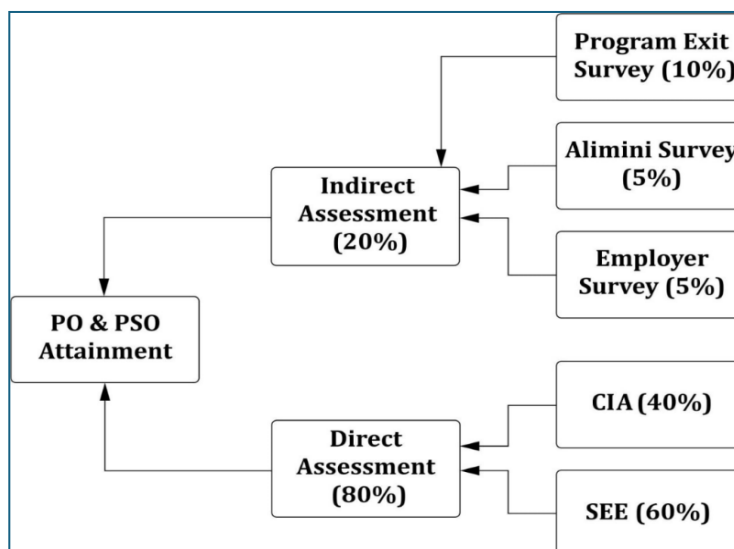 Program Exit
Survey (10%)
Alimini Survey
(5%)
Indirect
Assessment
(20%)
Employer
Survey (5%)
PO & PSO
Attainment
CIA (40%)
Direct
Assessment
(80%)
SEE (60%)